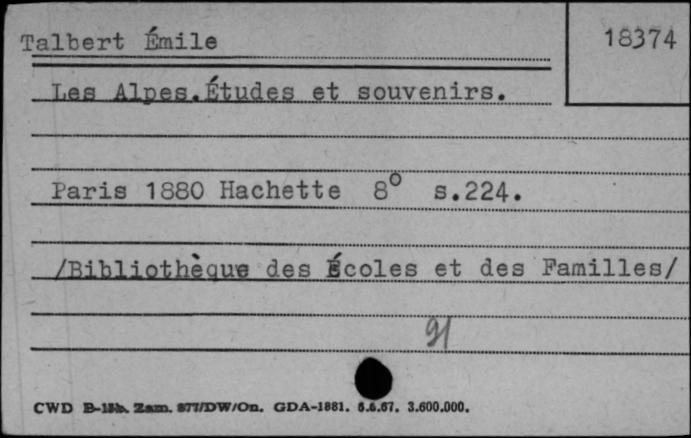 Talbert Émile
18374
Les Alpes.Études et souvenirs.
Paris 1880 Hachette 8° s.224.
/Bibliothèque des Écoles et des Familles/
91
CWD B-15b. Zam. 877/DW/On. GDA-1881. 6.6.67. 3.600.000.